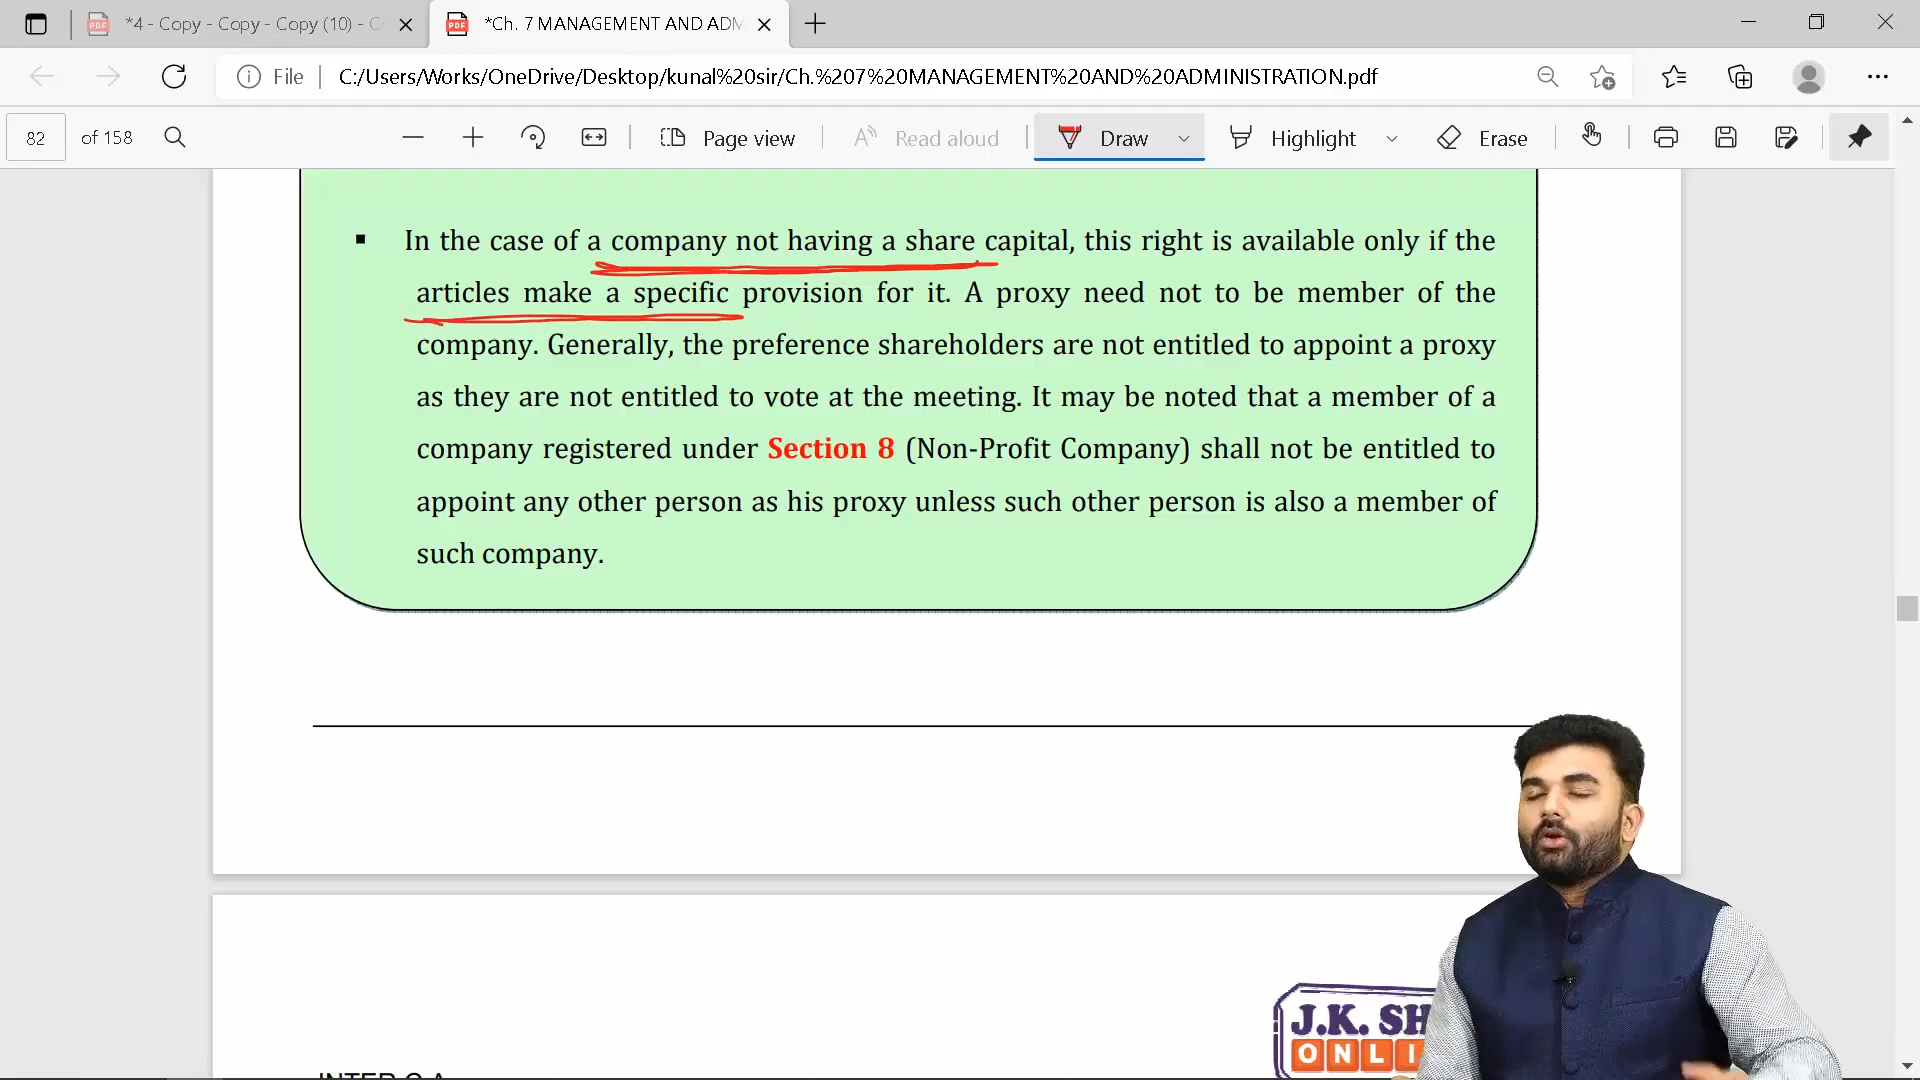 *4 - Copy - Copy - Copy (10) - C
*Ch. 7 MANAGEMENT AND ADM
File
C:/Users/Works/OneDrive/Desktop/kunal%20sir/Ch.%207%20MANAGEMENT%20AND%20ADMINISTRATION.pdf
82 of 158
Page view
Read aloud
Draw
Highlight
Erase
▪ In the case of a company not having a share capital, this right is available only if the
articles make a specific provision for it. A proxy need not to be member of the
company. Generally, the preference shareholders are not entitled to appoint a proxy
as they are not entitled to vote at the meeting. It may be noted that a member of a
company registered under Section 8 (Non-Profit Company) shall not be entitled to
appoint any other person as his proxy unless such other person is also a member of
such company.
J.K. SH
ONLI
INTER C A